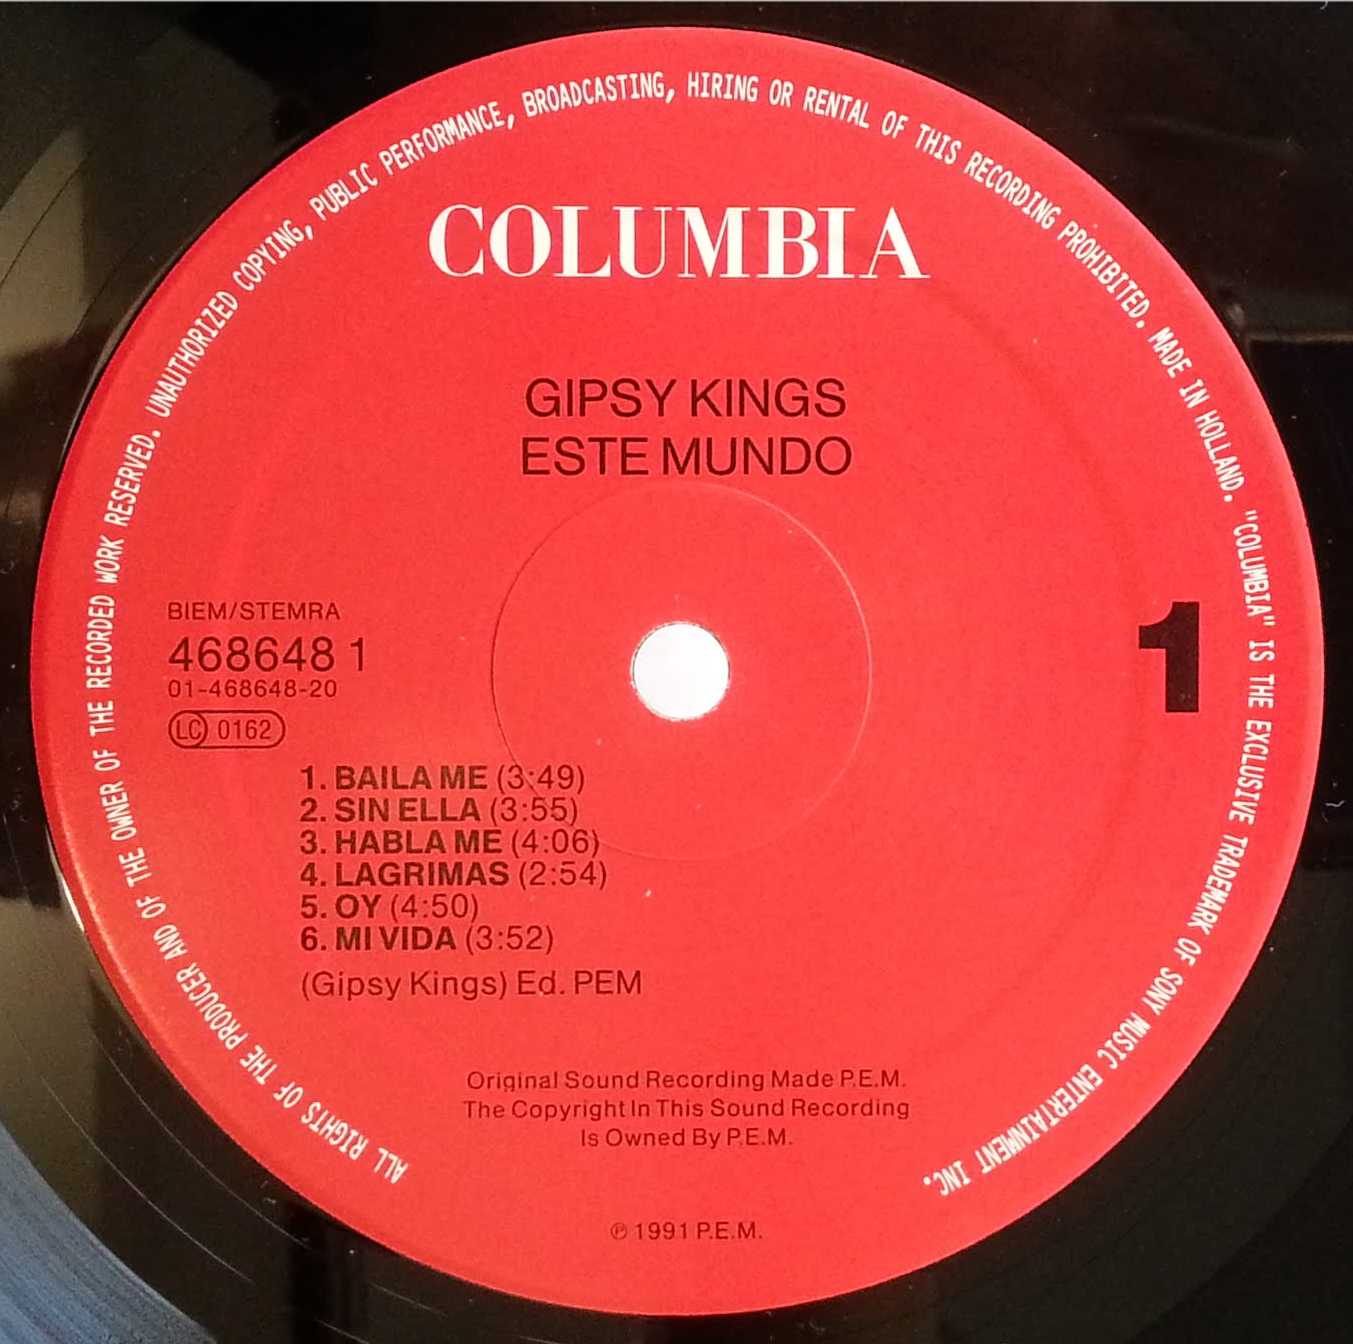 ALL RIGHTS OF THE PRODUCER AND OF THE OWNER OF THE RECORDED WORK RESERVED. UNAUTHORIZED COPYING, PUBLIC PERFORMANCE, BROADCASTING, HIRING OR RENTAL OF THIS RECORDING PROHIBITED. MADE IN HOLLAND. "COLUMBIA" IS THE EXCLUSIVE TRADEMARK OF SONY MUSIC ENTERTAINMENT INC.
COLUMBIA
GIPSY KINGS
ESTE MUNDO
BIEM/STEMRA
468648 1
01-468648-20
LC 0162
1
1. BAILA ME (3:49)
2. SIN ELLA (3:55)
3. HABLA ME (4:06)
4. LAGRIMAS (2:54)
5. OY (4:50)
6. MI VIDA (3:52)
(Gipsy Kings) Ed. PEM
Original Sound Recording Made P.E.M.
The Copyright In This Sound Recording
Is Owned By P.E.M.
℗ 1991 P.E.M.